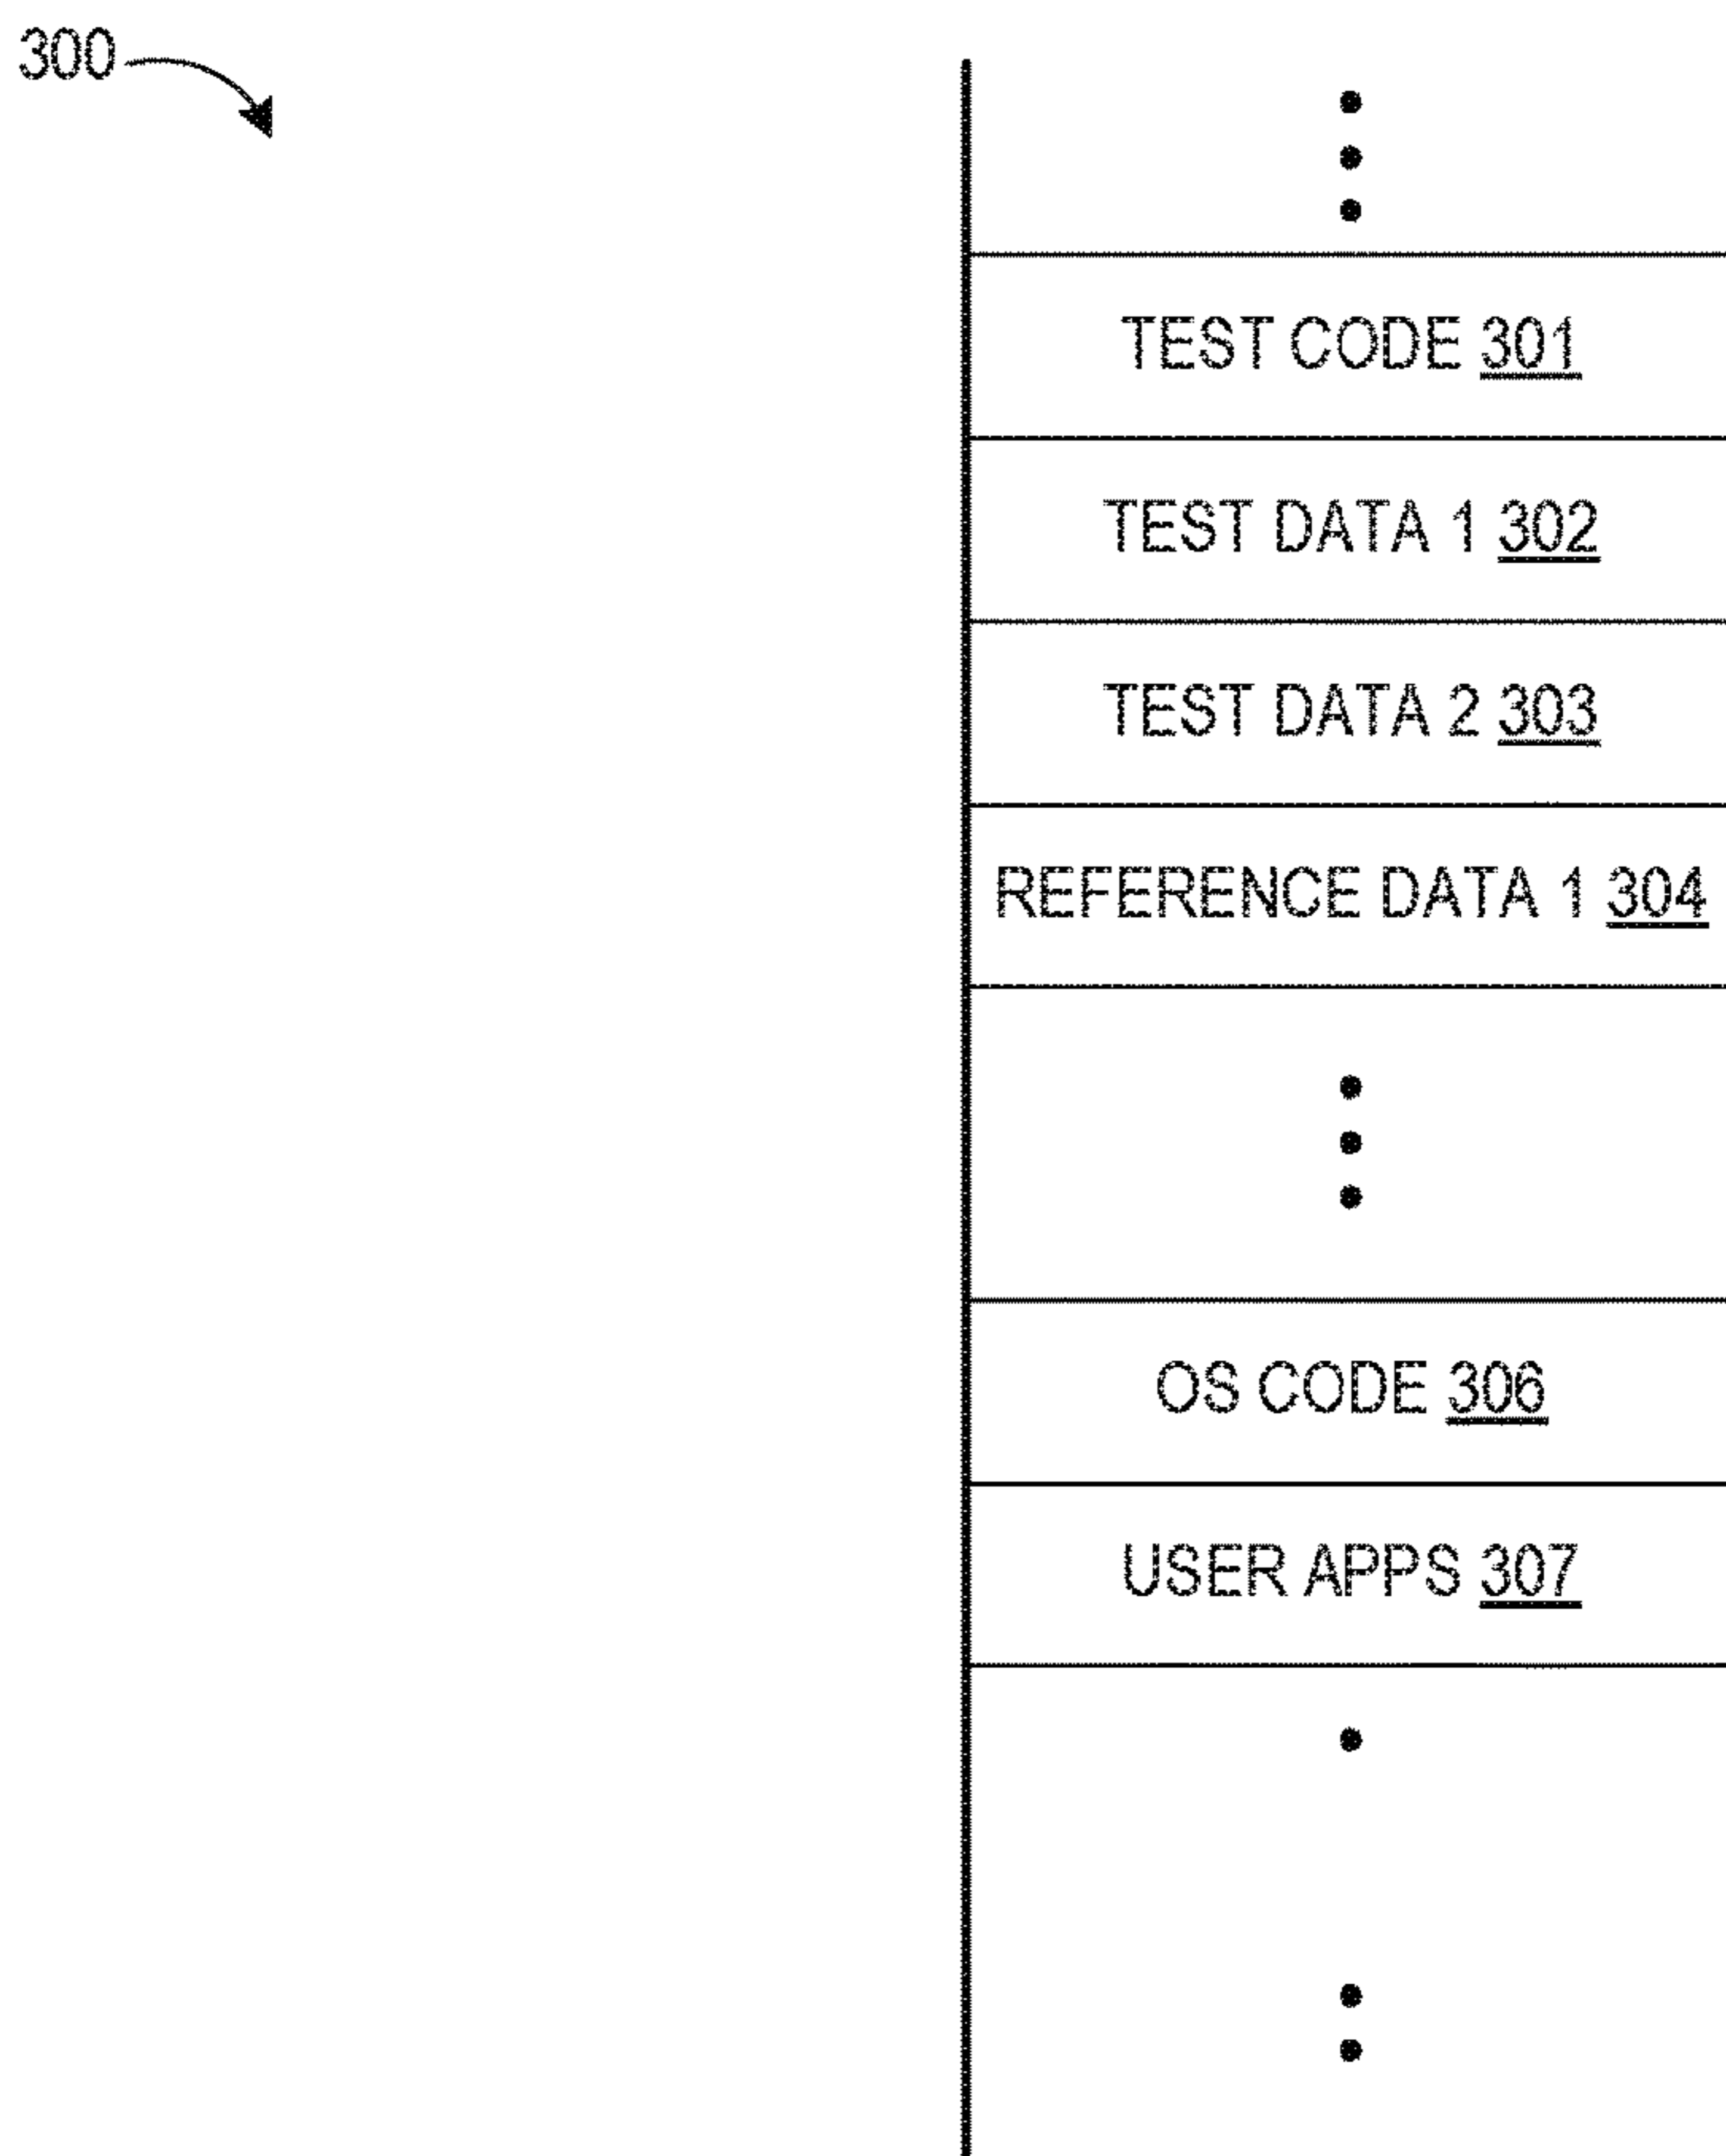 300
TEST CODE 301
TEST DATA 1 302
TEST DATA 2 303
REFERENCE DATA 1 304
OS CODE 306
USER APPS 307